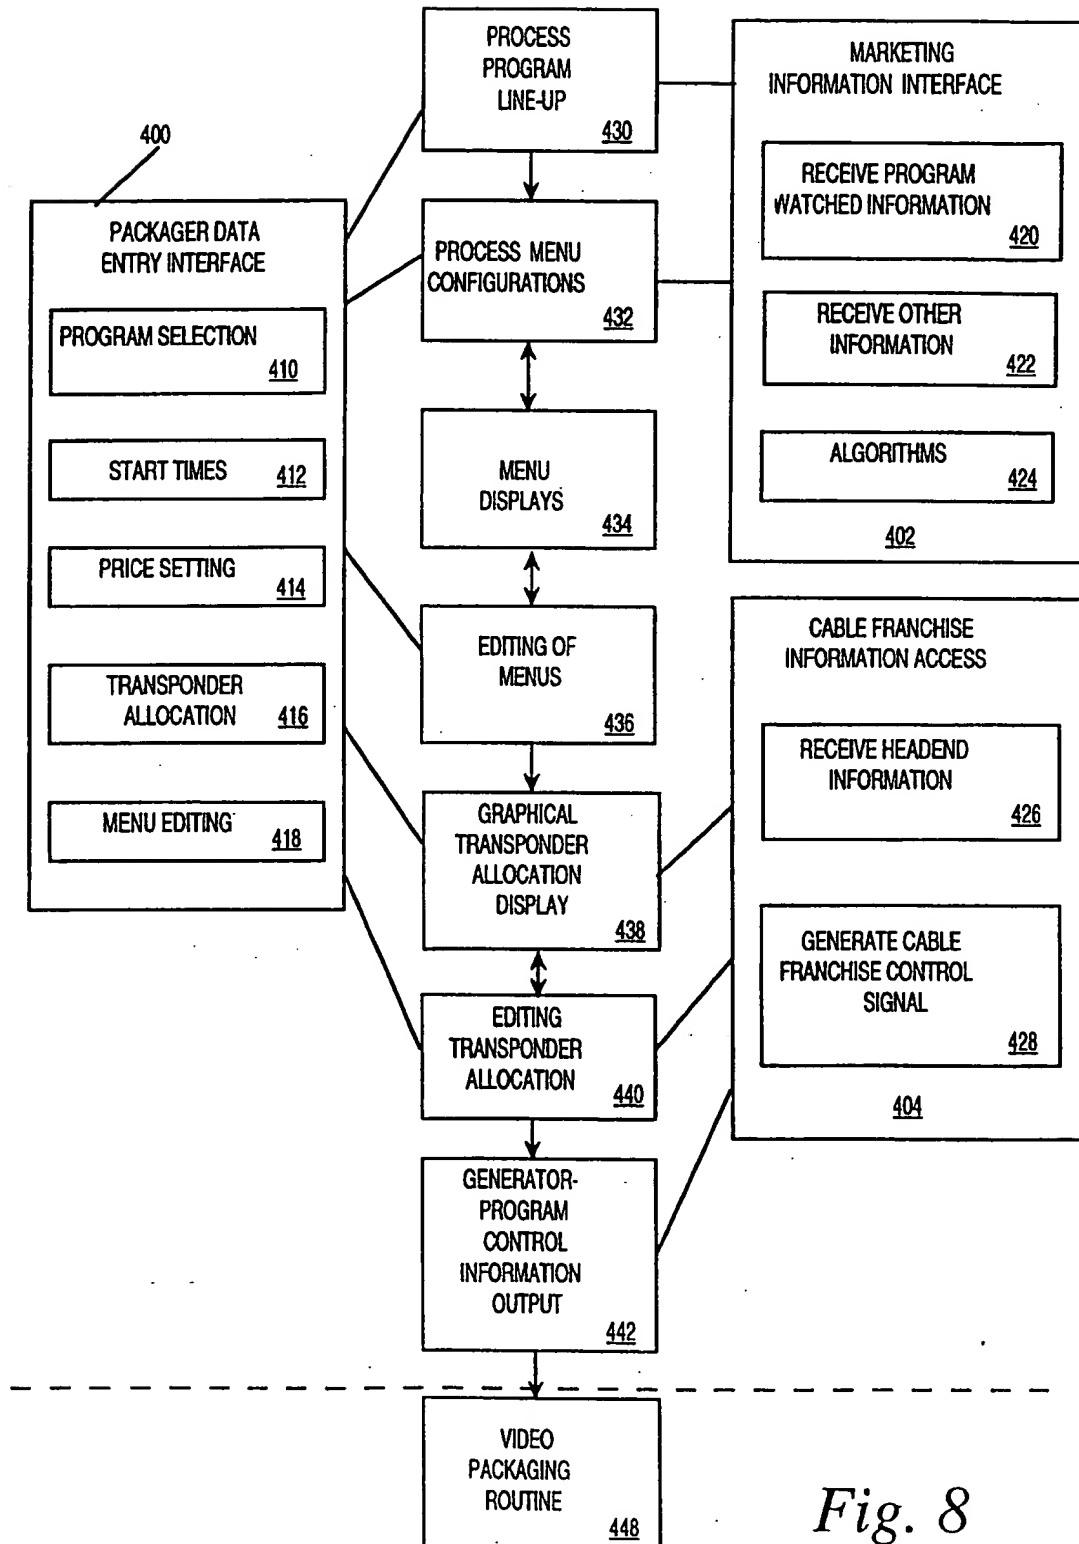 PROCESS
PROGRAM
LINE-UP
430
MARKETING
INFORMATION INTERFACE
RECEIVE PROGRAM
WATCHED INFORMATION
420
RECEIVE OTHER
INFORMATION
422
ALGORITHMS
424
402
400
PACKAGER DATA
ENTRY INTERFACE
PROGRAM SELECTION
410
START TIMES
412
PRICE SETTING
414
TRANSPONDER
ALLOCATION
416
MENU EDITING
418
PROCESS MENU
CONFIGURATIONS
432
MENU
DISPLAYS
434
EDITING OF
MENUS
436
GRAPHICAL
TRANSPONDER
ALLOCATION
DISPLAY
438
EDITING
TRANSPONDER
ALLOCATION
440
GENERATOR-
PROGRAM
CONTROL
INFORMATION
OUTPUT
442
CABLE FRANCHISE
INFORMATION ACCESS
RECEIVE HEADEND
INFORMATION
426
GENERATE CABLE
FRANCHISE CONTROL
SIGNAL
428
404
VIDEO
PACKAGING
ROUTINE
448
Fig. 8